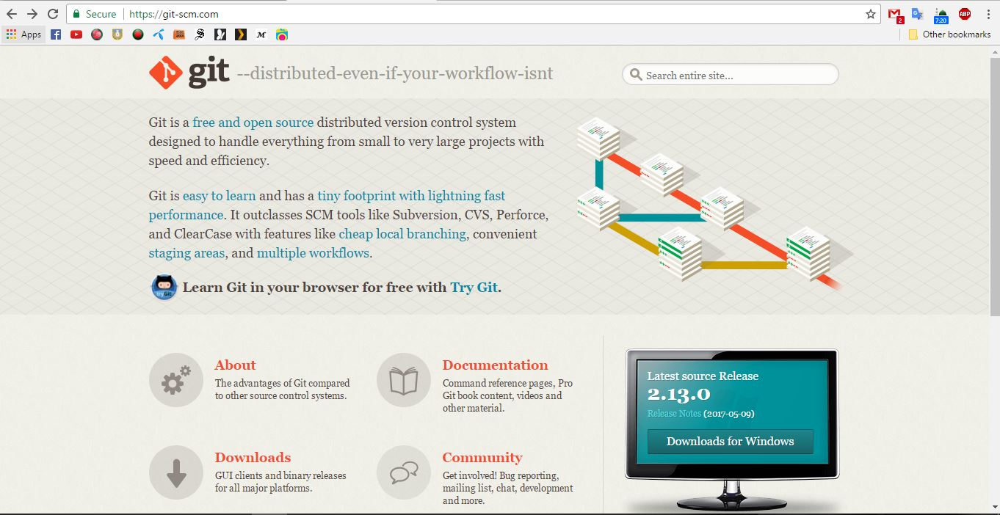 Secure https://git-scm.com
2
7:20
ABP
Apps
M
Other bookmarks
git --distributed-even-if-your-workflow-isnt
Search entire site...
Git is a free and open source distributed version control system
designed to handle everything from small to very large projects with
speed and efficiency.
Git is easy to learn and has a tiny footprint with lightning fast
performance. It outclasses SCM tools like Subversion, CVS, Perforce,
and ClearCase with features like cheap local branching, convenient
staging areas, and multiple workflows.
tryGit
Learn Git in your browser for free with Try Git.
About
The advantages of Git compared
to other source control systems.
Documentation
Command reference pages, Pro
Git book content, videos and
other material.
Downloads
GUI clients and binary releases
for all major platforms.
Community
Get involved! Bug reporting,
mailing list, chat, development
and more.
Latest source Release
2.13.0
Release Notes (2017-05-09)
Downloads for Windows